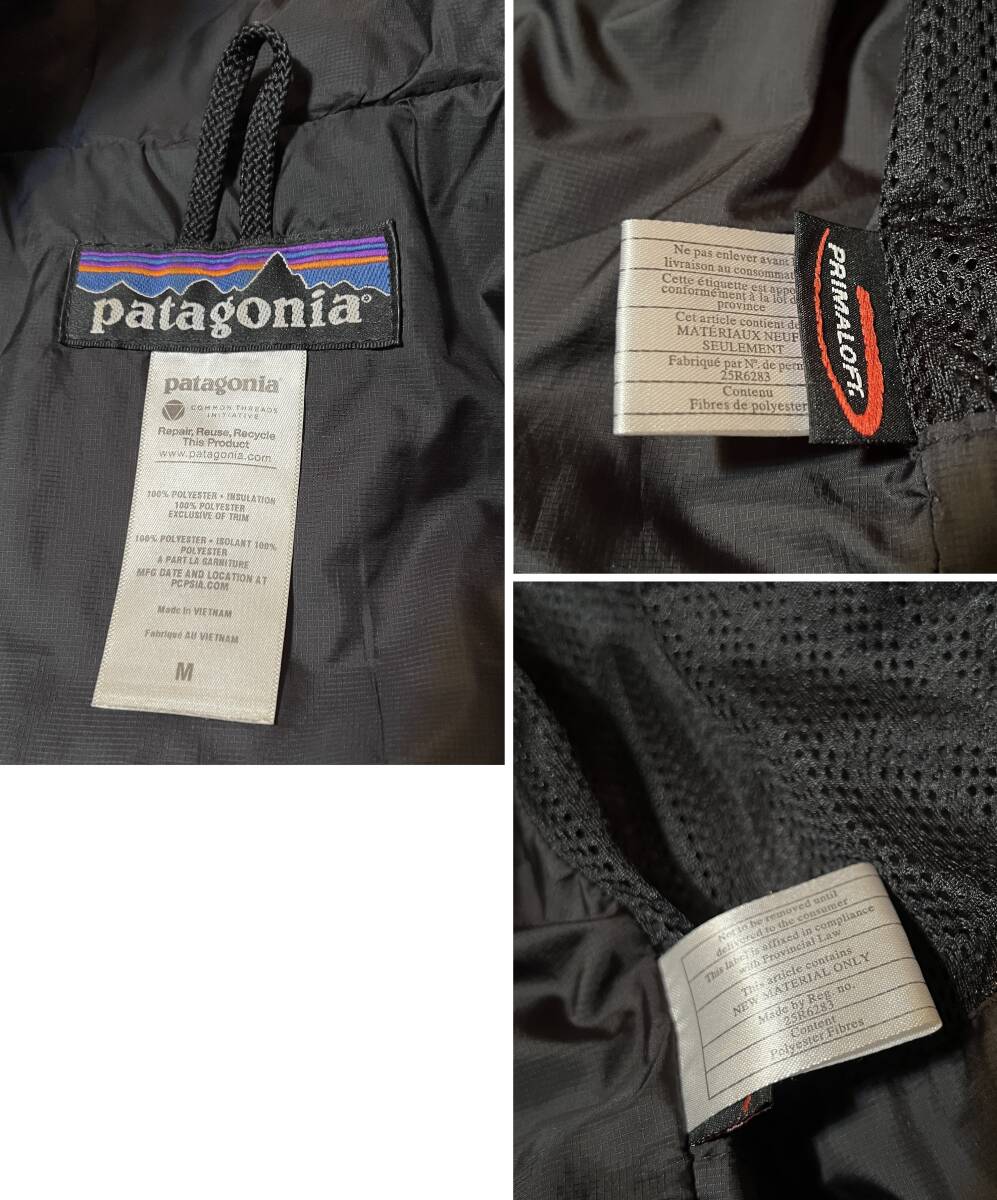 patagonia®
patagonia®
COMMON THREADS
INITIATIVE
Repair, Reuse, Recycle
This Product
www.patagonia.com
100% POLYESTER • INSULATION
100% POLYESTER
EXCLUSIVE OF TRIM
100% POLYESTER • ISOLANT 100%
POLYESTER
A PART LA GARNITURE
MFG DATE AND LOCATION AT
PCPSIA.COM
Made in VIETNAM
Fabriqué AU VIETNAM
M
Ne pas enlever avant
livraison au consommat
Cette étiquette est appo
conformément à la loi d
province
Cet article contient de
MATÉRIAUX NEUF
SEULEMENT
Fabriqué par Nº. de perm
25R6283
Contenu
Fibres de polyester
PRIMALOFT
Not to be removed until
delivered to the consumer
This label is affixed in compliance
with Provincial Law
This article contains
NEW MATERIAL ONLY
Made by Reg. no.
25R6283
Content
Polyester Fibres